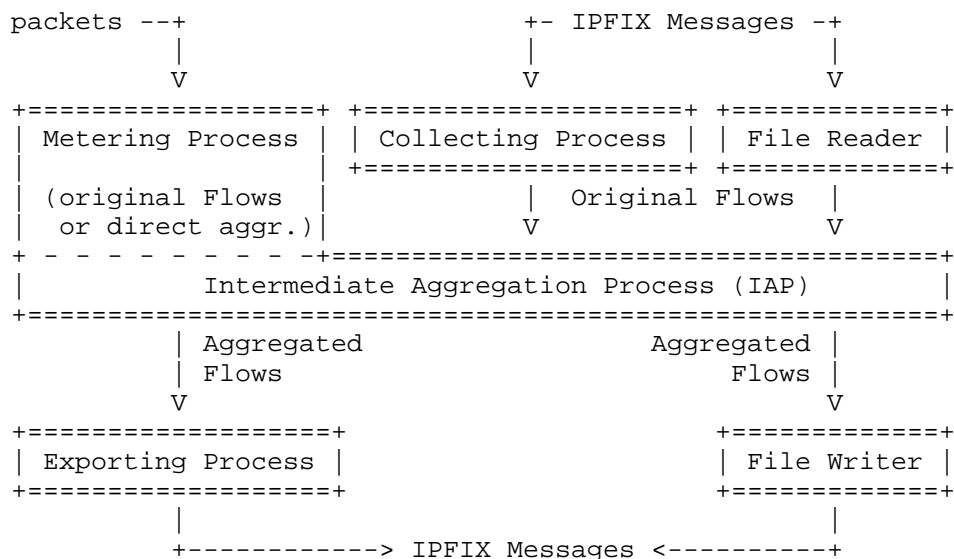 packets --+                     +- IPFIX Messages -+
          |                     |                  |
          V                     V                  V
+==================+ +====================+ +=============+
| Metering Process | | Collecting Process | | File Reader |
|                  | +====================+ +=============+
| (original Flows  |            |  Original Flows  |
|  or direct aggr.)|            V                  V
+ - - - - - - - - -+======================================+
|           Intermediate Aggregation Process (IAP)        |
+=========================================================+
          | Aggregated                  Aggregated |
          | Flows                            Flows |
          V                                        V
+===================+                       +=============+
| Exporting Process |                       | File Writer |
+===================+                       +=============+
          |                                        |
          +------------> IPFIX Messages <----------+